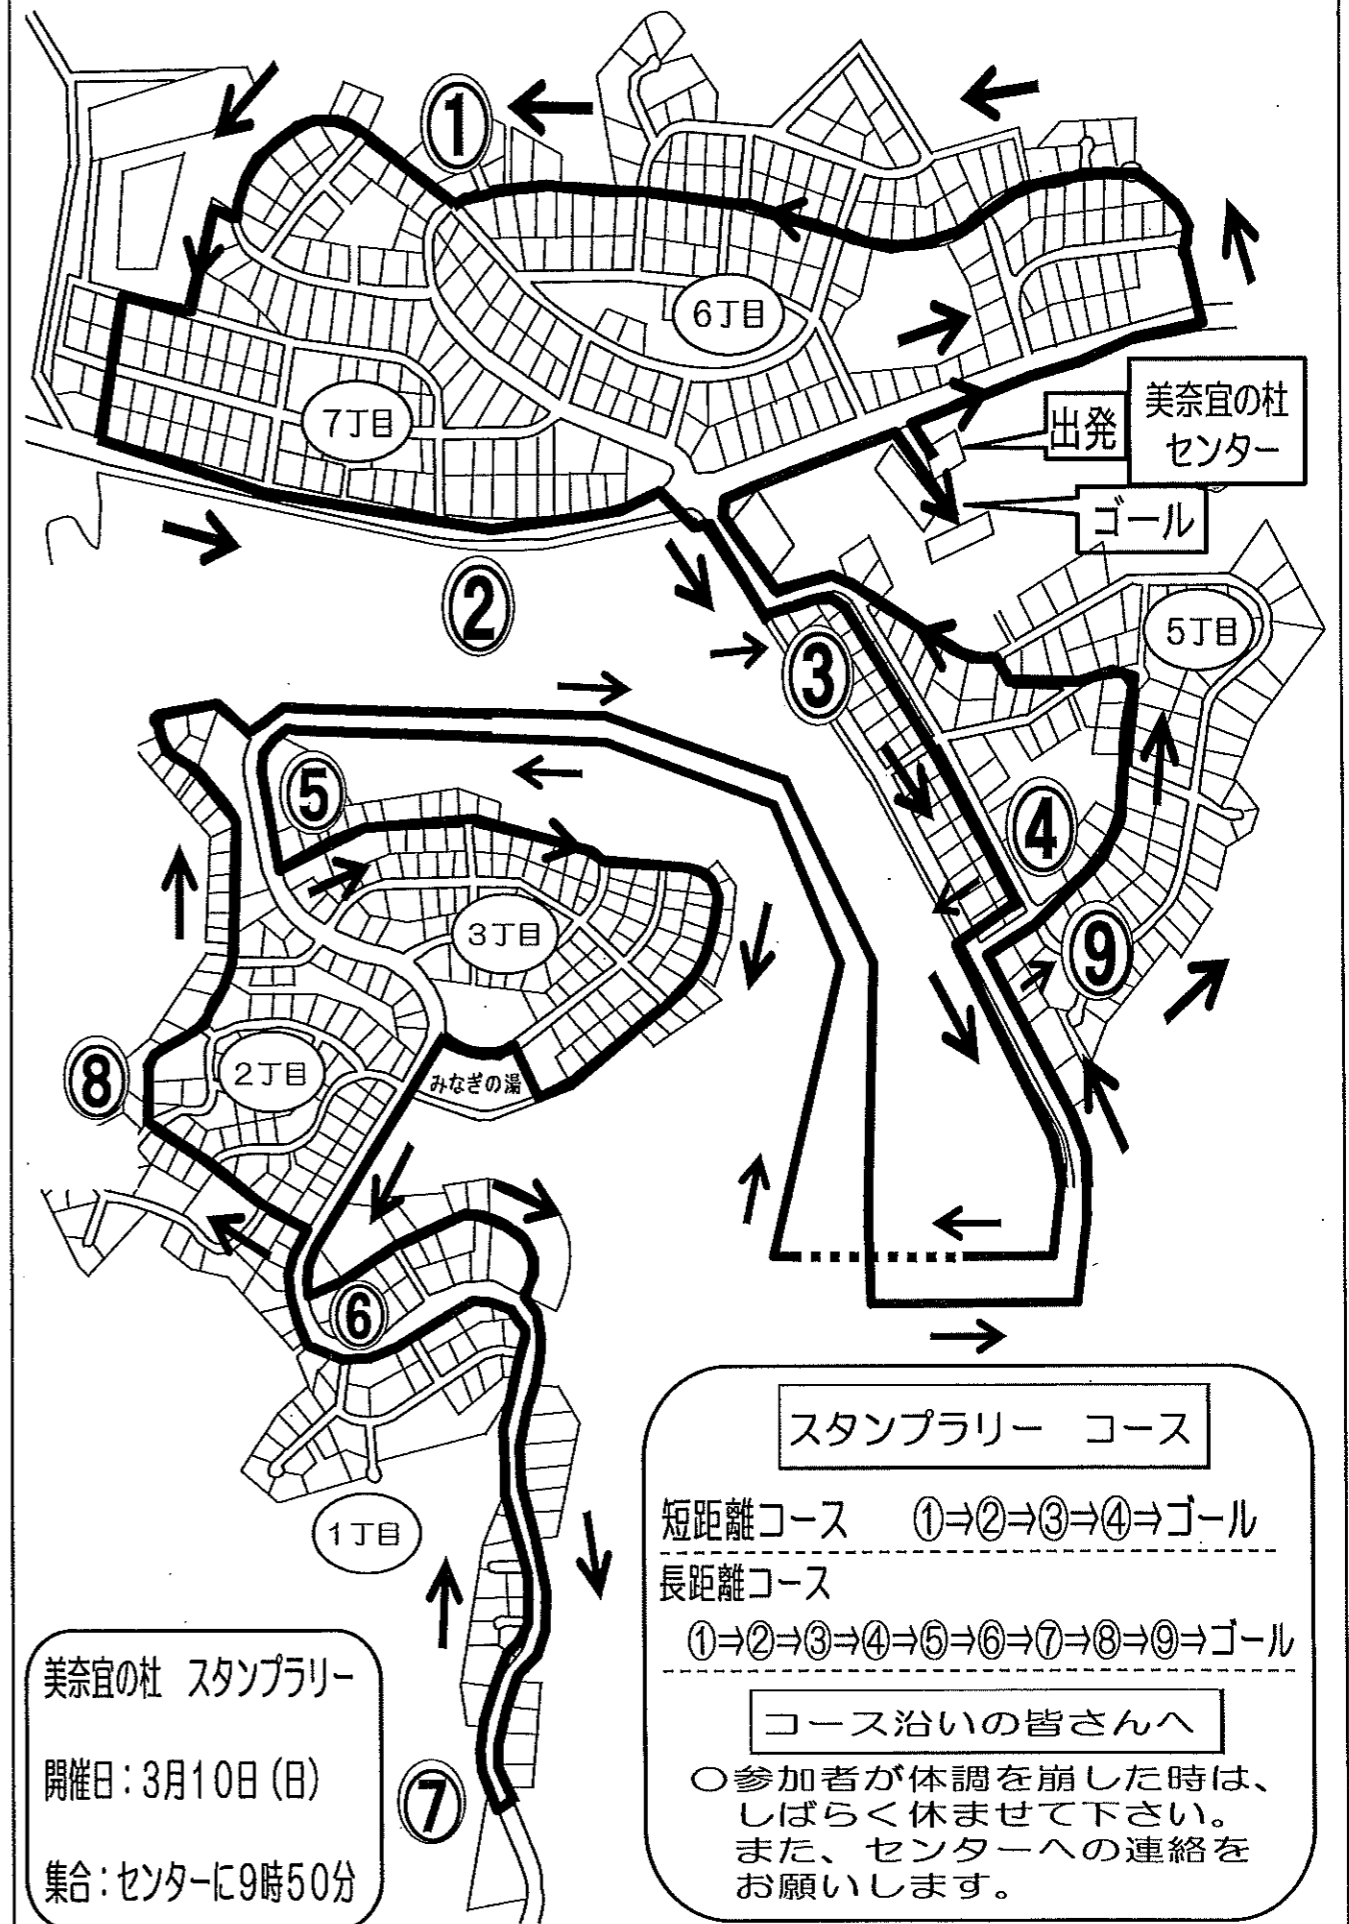 ①
6丁目
7丁目
出発
美奈宜の杜
センター
ゴール
②
5丁目
③
⑤
④
3丁目
⑨
2丁目
⑧
みなぎの湯
⑥
スタンプラリー　コース
短距離コース　①⇒②⇒③⇒④⇒ゴール
長距離コース
①⇒②⇒③⇒④⇒⑤⇒⑥⇒⑦⇒⑧⇒⑨⇒ゴール
コース沿いの皆さんへ
○参加者が体調を崩した時は、
しばらく休ませて下さい。
また、センターへの連絡を
お願いします。
1丁目
⑦
美奈宜の杜　スタンプラリー
開催日：3月10日（日）
集合：センターに9時50分